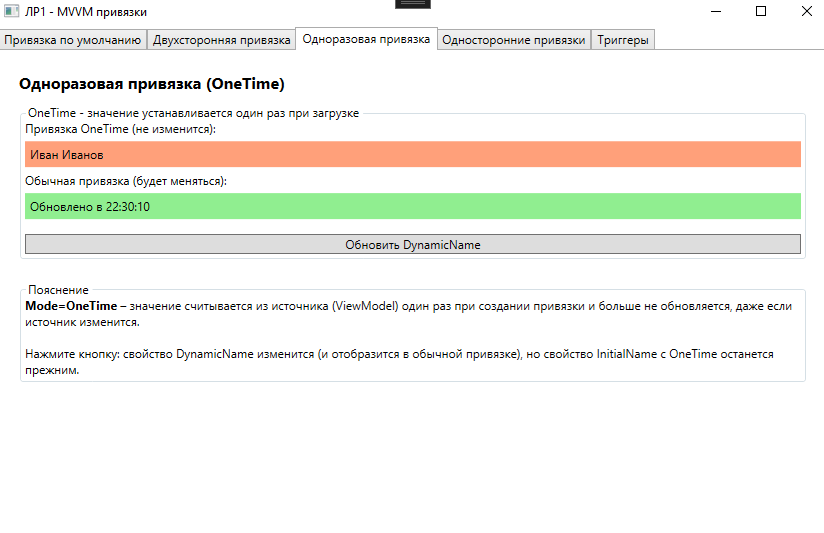 ЛР1 - MVVM привязки
Привязка по умолчанию Двухсторонняя привязка Одноразовая привязка Односторонние привязки Триггеры
Одноразовая привязка (OneTime)
OneTime - значение устанавливается один раз при загрузке
Привязка OneTime (не изменится):
Иван Иванов
Обычная привязка (будет меняться):
Обновлено в 22:30:10
Обновить DynamicName
Пояснение
Mode=OneTime – значение считывается из источника (ViewModel) один раз при создании привязки и больше не обновляется, даже если
источник изменится.
Нажмите кнопку: свойство DynamicName изменится (и отобразится в обычной привязке), но свойство InitialName с OneTime останется
прежним.